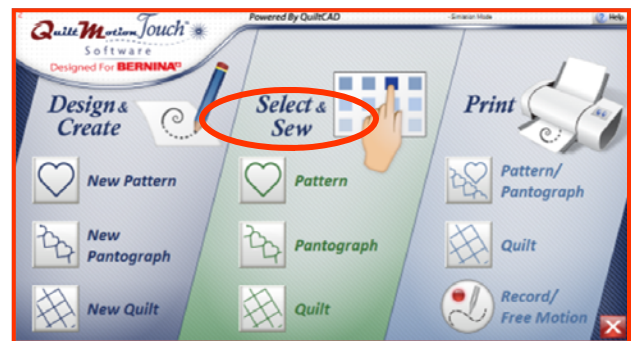 Quilt Motion Touch
Software
Designed For BERNINA
Powered By QuiltCAD
- Emulation Mode
Help
Design &
Create
New Pattern
New
Pantograph
New Quilt
Select &
Sew
Pattern
Pantograph
Quilt
Print
Pattern/
Pantograph
Quilt
Record/
Free Motion